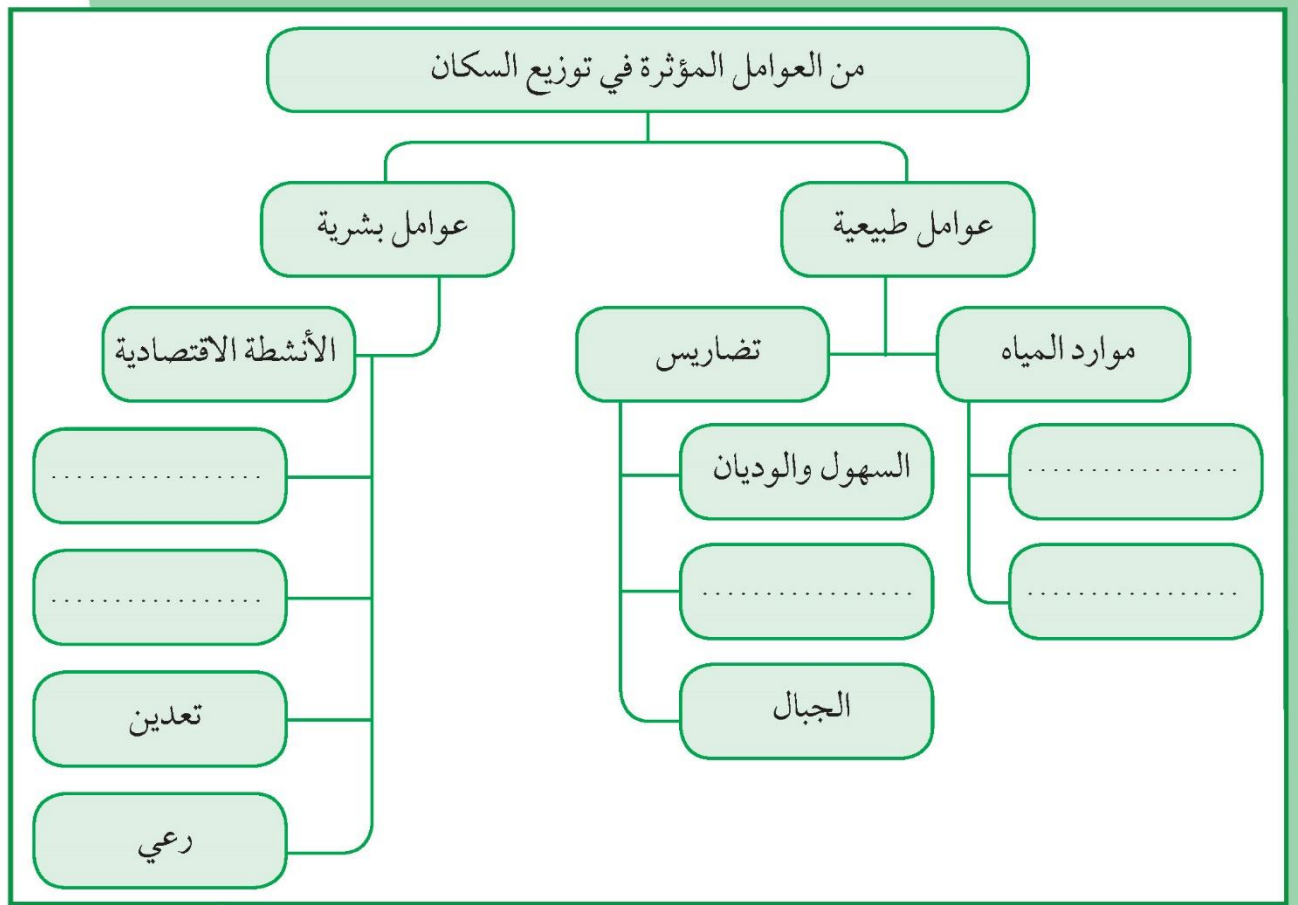 من العوامل المؤثرة في توزيع السكان
عوامل طبيعية
عوامل بشرية
موارد المياه
تضاريس
الأنشطة الاقتصادية
.................
السهول والوديان
.................
.................
.................
.................
الجبال
تعدين
رعي